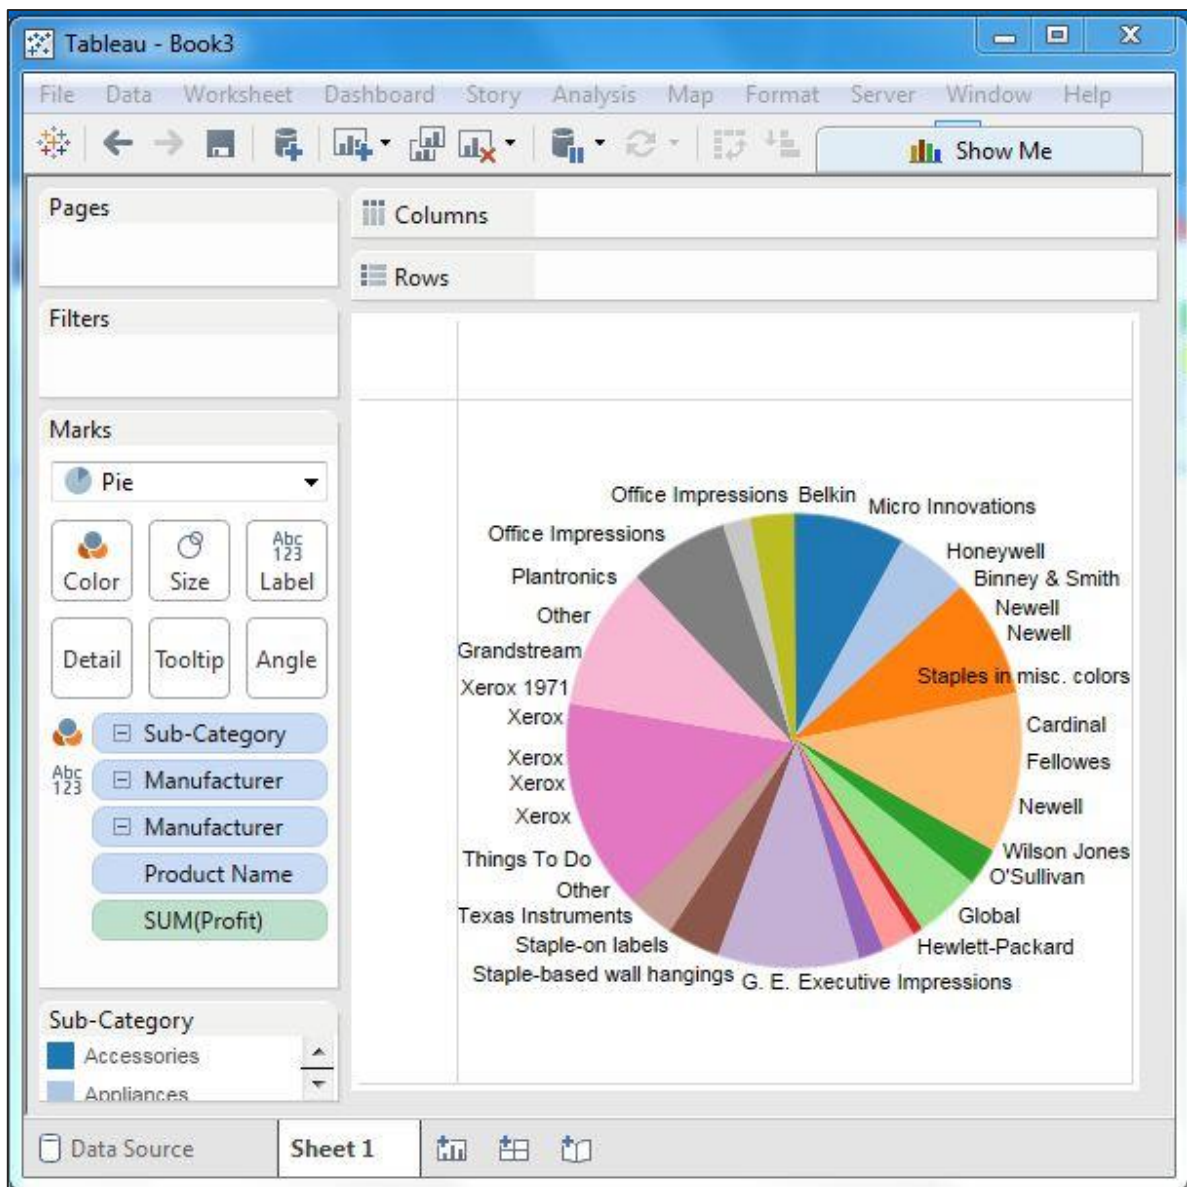 Tableau - Book3
File Data Worksheet Dashboard Story Analysis Map Format Server Window Help
Show Me
Pages
Columns
Rows
Filters
Marks
Pie
Color
Size
Abc
123
Label
Detail
Tooltip
Angle
Sub-Category
Abc
123
Manufacturer
Manufacturer
Product Name
SUM(Profit)
Office Impressions
Belkin
Micro Innovations
Office Impressions
Honeywell
Plantronics
Binney & Smith
Other
Newell
Newell
Grandstream
Staples in misc. colors
Xerox 1971
Xerox
Cardinal
Xerox
Fellowes
Xerox
Xerox
Newell
Things To Do
Wilson Jones
Other
O'Sullivan
Texas Instruments
Global
Staple-on labels
Hewlett-Packard
Staple-based wall hangings
G. E. Executive Impressions
Sub-Category
Accessories
Appliances
Data Source
Sheet 1